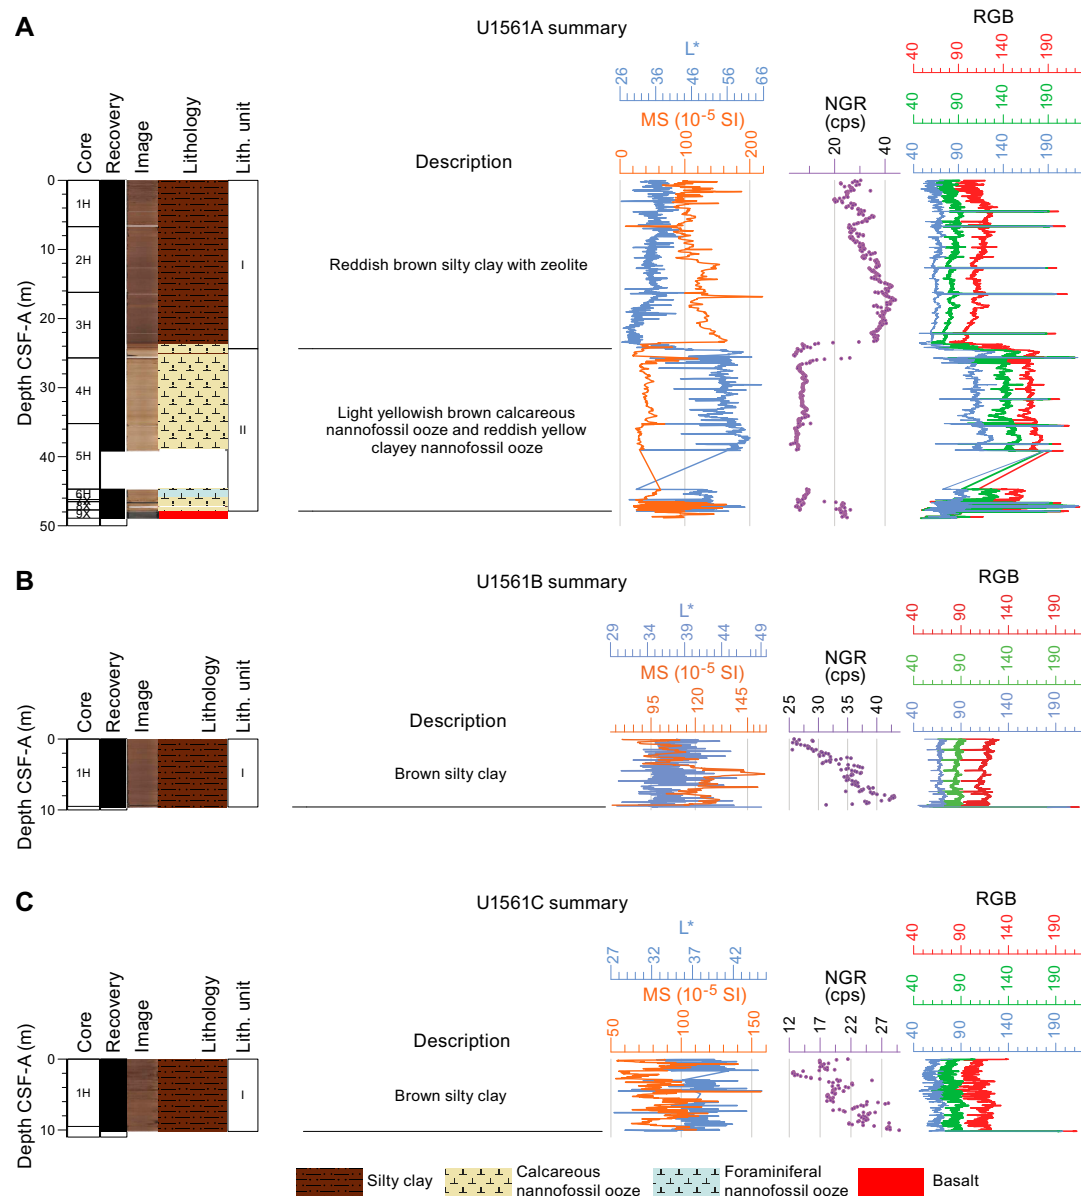 A
U1561A summary
RGB
40 90 140 190
L*
26 36 46 56 66
40 90 140 190
MS (10-5 SI)
0 100 200
NGR
(cps)
20 40
40 90 140 190
Core
Recovery
Image
Lithology
Lith. unit
Description
Depth CSF-A (m)
0
10
20
30
40
50
1H
2H
3H
4H
5H
6H
8X
9X
I
II
Reddish brown silty clay with zeolite
Light yellowish brown calcareous
nannofossil ooze and reddish yellow
clayey nannofossil ooze
B
U1561B summary
RGB
40 90 140 190
L*
29 34 39 44 49
40 90 140 190
MS (10-5 SI)
95 120 145
NGR
(cps)
25 30 35 40
40 90 140 190
Core
Recovery
Image
Lithology
Lith. unit
Description
Depth CSF-A (m)
0
10
1H
I
Brown silty clay
C
U1561C summary
RGB
40 90 140 190
L*
27 32 37 42
40 90 140 190
MS (10-5 SI)
50 100 150
NGR
(cps)
12 17 22 27
40 90 140 190
Core
Recovery
Image
Lithology
Lith. unit
Description
Depth CSF-A (m)
0
10
1H
I
Brown silty clay
Silty clay
Calcareous
nannofossil ooze
Foraminiferal
nannofossil ooze
Basalt